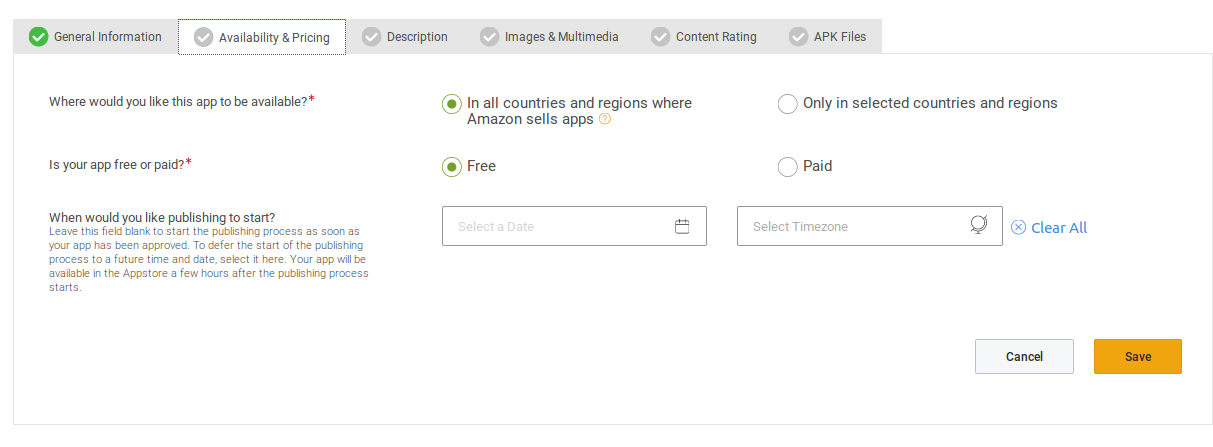 General Information
Availability & Pricing
Description
Images & Multimedia
Content Rating
APK Files
Where would you like this app to be available?*
In all countries and regions where
Amazon sells apps ?
Only in selected countries and regions
Is your app free or paid?*
Free
Paid
When would you like publishing to start?
Leave this field blank to start the publishing process as soon as
your app has been approved. To defer the start of the publishing
process to a future time and date, select it here. Your app will be
available in the Appstore a few hours after the publishing process
starts.
Select a Date
Select Timezone
Clear All
Cancel
Save